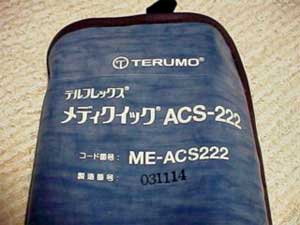 TERUMO®
テルフレックス®
メディクイック® ACS-222
コード番号: ME-ACS222
製造番号: 031114